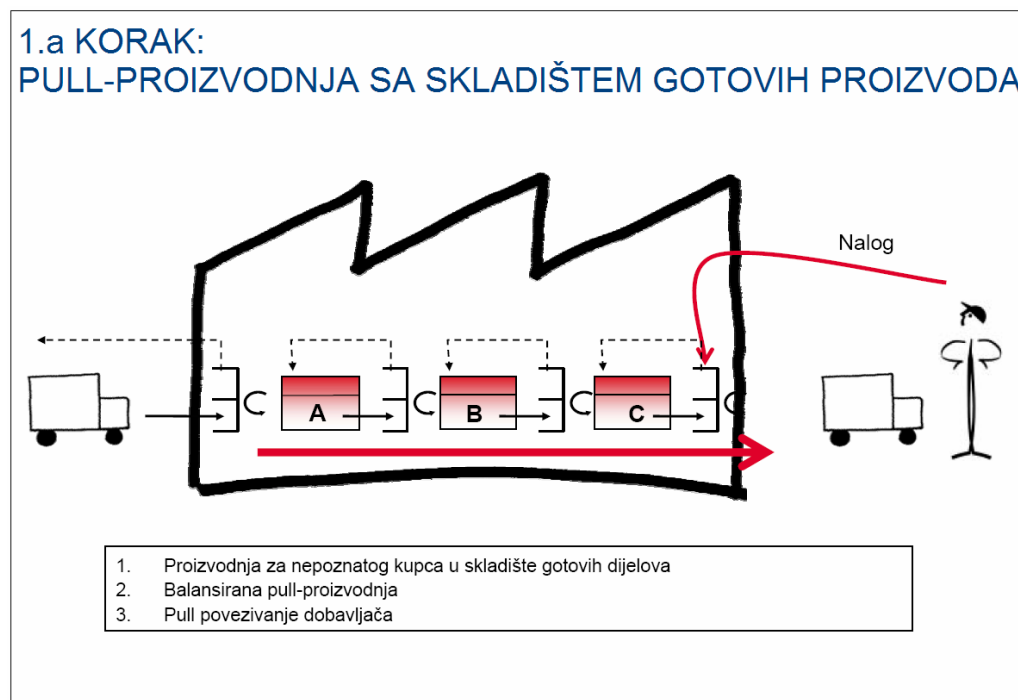 1.a KORAK:
PULL-PROIZVODNJA SA SKLADIŠTEM GOTOVIH PROIZVODA
Nalog
A
B
C
1. Proizvodnja za nepoznatog kupca u skladište gotovih dijelova
2. Balansirana pull-proizvodnja
3. Pull povezivanje dobavljača